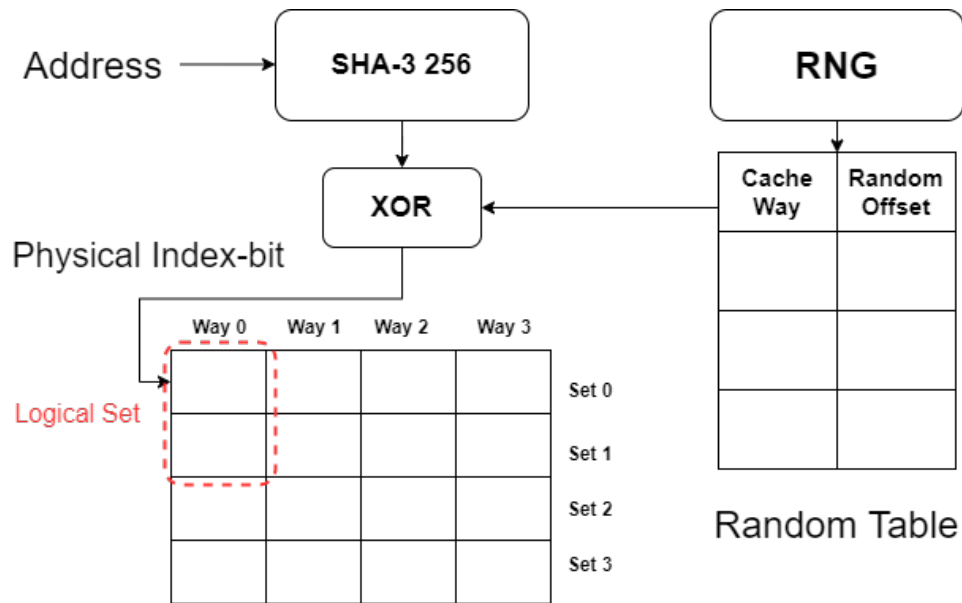 Address
SHA-3 256
RNG
XOR
Cache
Way
Random
Offset
Physical Index-bit
Way 0
Way 1
Way 2
Way 3
Logical Set
Set 0
Set 1
Set 2
Set 3
Random Table